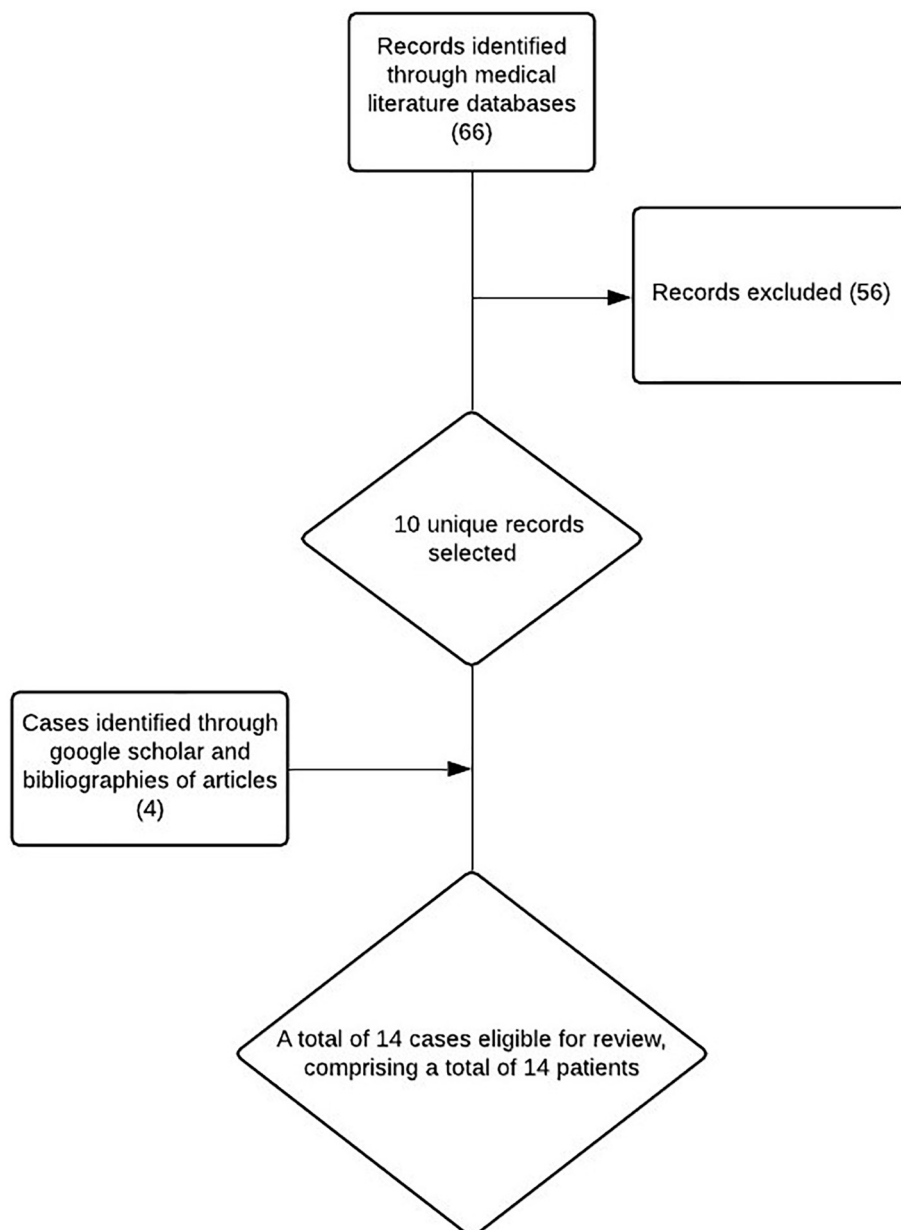 Records identified
through medical
literature databases
(66)
Records excluded (56)
10 unique records
selected
Cases identified through
google scholar and
bibliographies of articles
(4)
A total of 14 cases eligible for review,
comprising a total of 14 patients